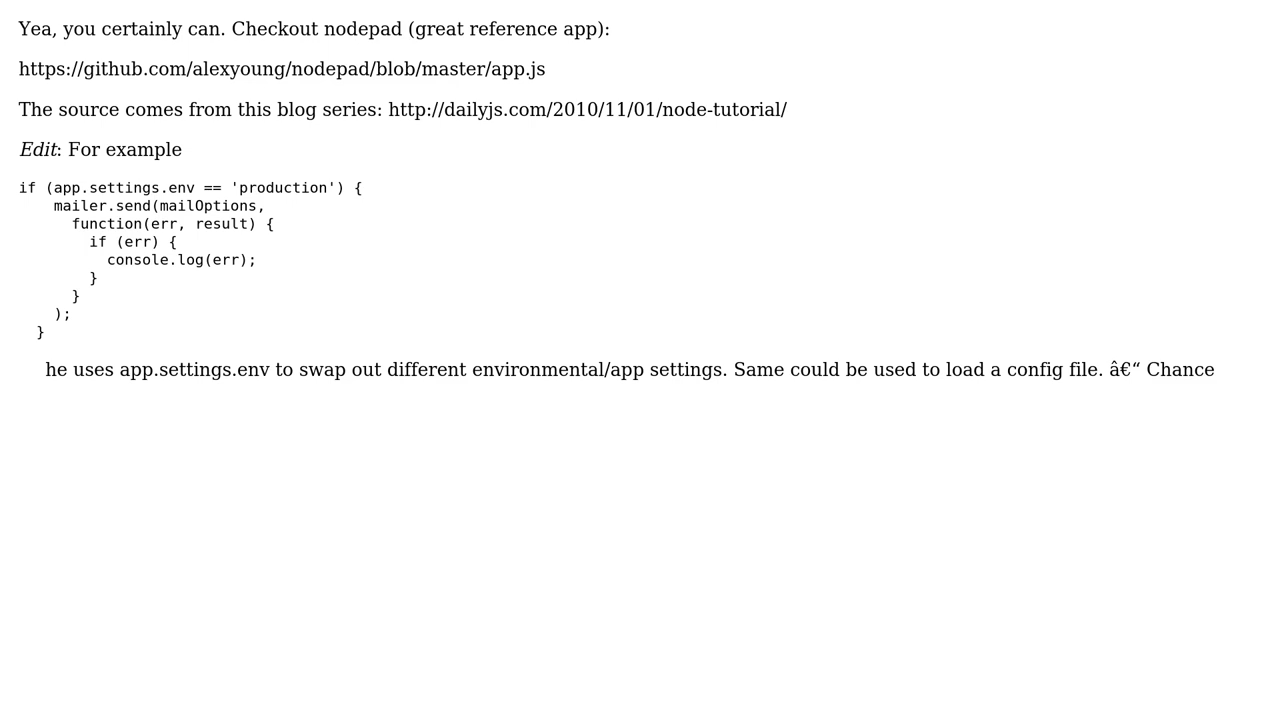 Yea, you certainly can. Checkout nodepad (great reference app):
https://github.com/alexyoung/nodepad/blob/master/app.js
The source comes from this blog series: http://dailyjs.com/2010/11/01/node-tutorial/
Edit: For example
if (app.settings.env == 'production') {
    mailer.send(mailOptions,
      function(err, result) {
        if (err) {
          console.log(err);
        }
      }
    );
  }
he uses app.settings.env to swap out different environmental/app settings. Same could be used to load a config file. â€“ Chance